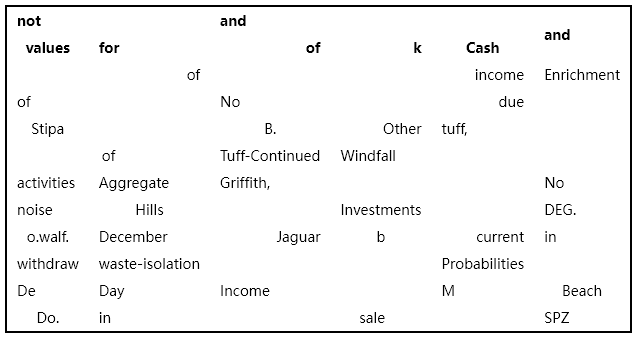 not and
and
values for of k Cash
of income Enrichment
of No due
Stipa B. Other tuff,
of Tuff-Continued Windfall
activities Aggregate Griffith, No
noise Hills Investments DEG.
o.walf. December Jaguar b current in
withdraw waste-isolation Probabilities
De Day Income M Beach
Do. in sale SPZ